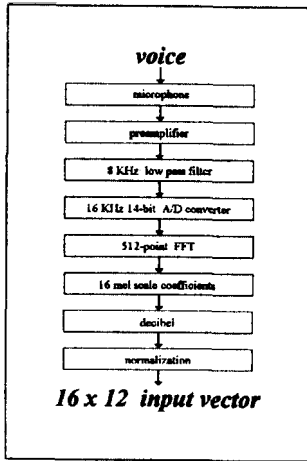 voice
microphone
preamplifier
8 KHz low pass filter
16 KHz 14-bit A/D converter
512-point FFT
16 mel scale coefficients
decibel
normalization
16 x 12 input vector